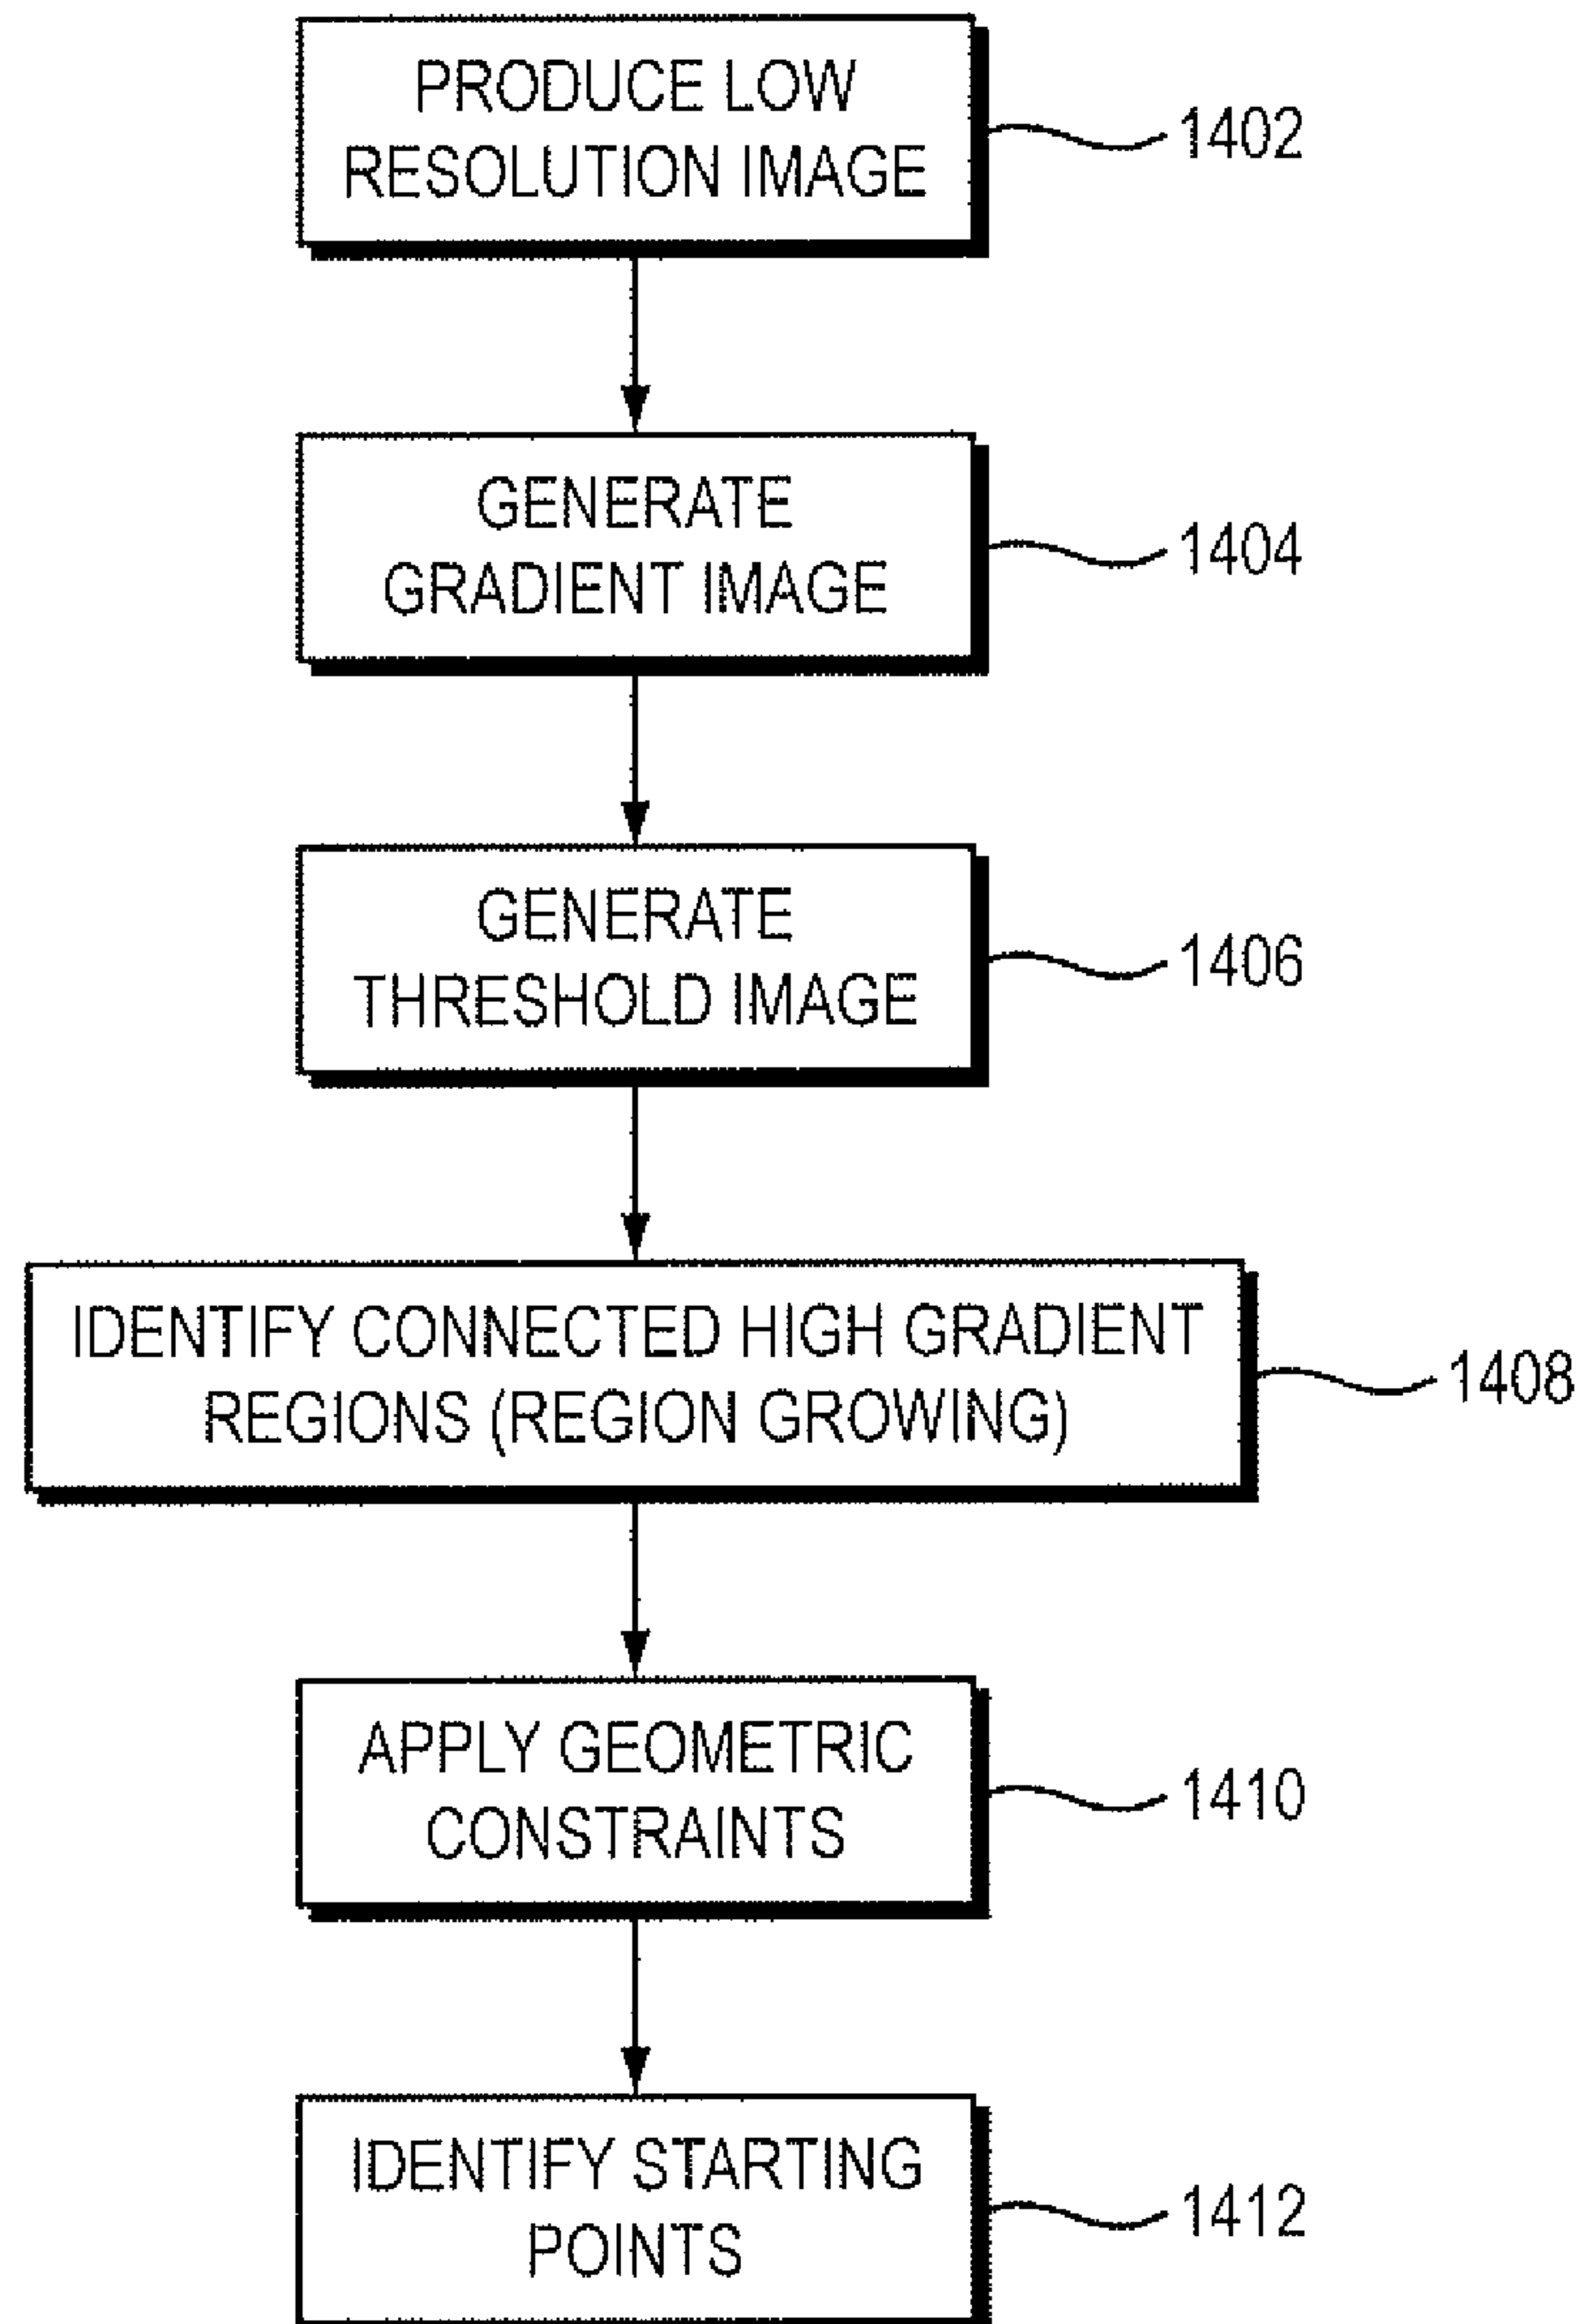 PRODUCE LOW
RESOLUTION IMAGE
1402
GENERATE
GRADIENT IMAGE
1404
GENERATE
THRESHOLD IMAGE
1406
IDENTIFY CONNECTED HIGH GRADIENT
REGIONS (REGION GROWING)
1408
APPLY GEOMETRIC
CONSTRAINTS
1410
IDENTIFY STARTING
POINTS
1412